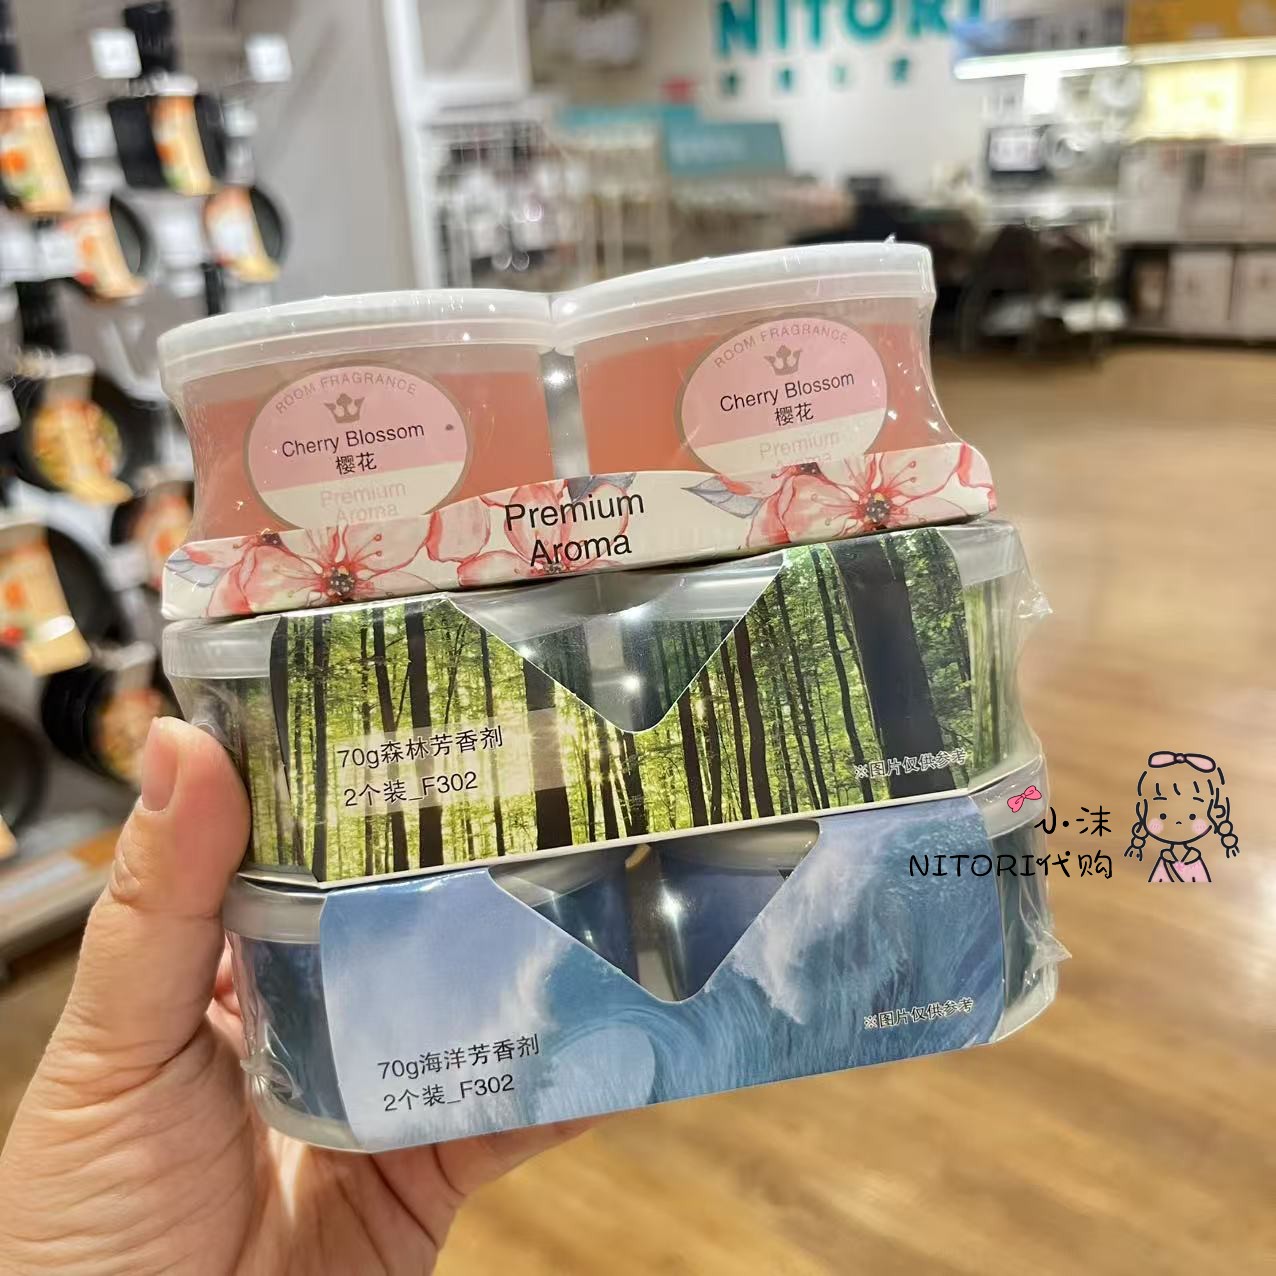 NITORI
ROOM FRAGRANCE
Cherry Blossom
樱花
Premium
Aroma
ROOM FRAGRANCE
Cherry Blossom
樱花
Premium
Aroma
Premium
Aroma
70g森林芳香剂
2个装_F302
※图片仅供参考
小沫
NITORI代购
70g海洋芳香剂
2个装_F302
※图片仅供参考